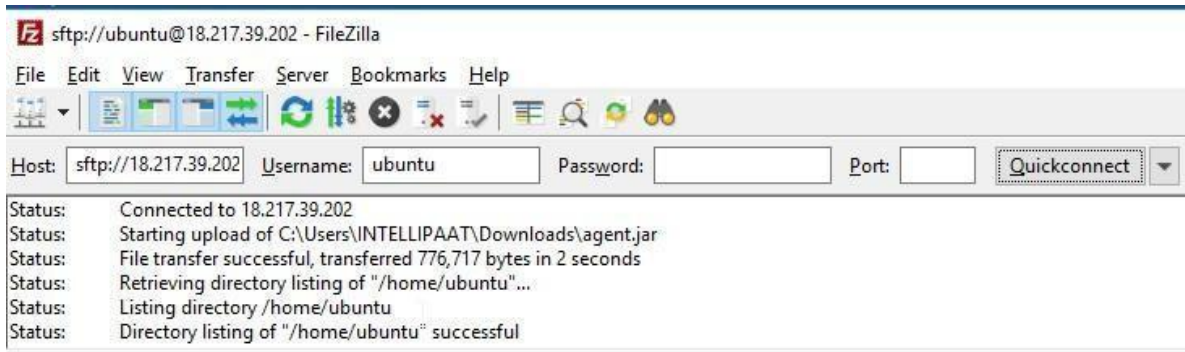 sftp://ubuntu@18.217.39.202 - FileZilla
File Edit View Transfer Server Bookmarks Help
Host: sftp://18.217.39.202 Username: ubuntu Password: Port: Quickconnect
Status: Connected to 18.217.39.202
Status: Starting upload of C:\Users\INTELLIPAAT\Downloads\agent.jar
Status: File transfer successful, transferred 776,717 bytes in 2 seconds
Status: Retrieving directory listing of "/home/ubuntu"...
Status: Listing directory /home/ubuntu
Status: Directory listing of "/home/ubuntu" successful